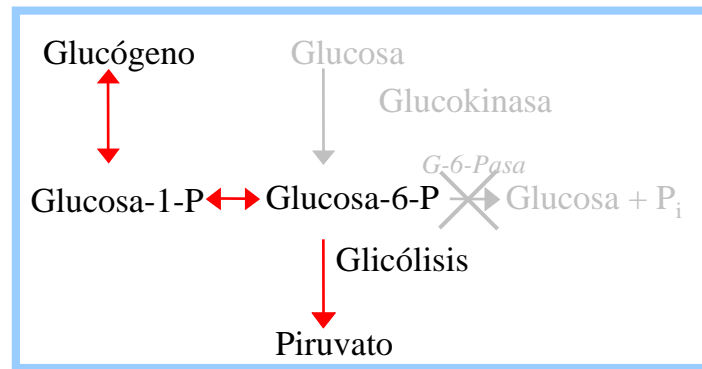 Glucógeno Glucosa
Glucokinasa
G-6-Pasa
Glucosa-1-P Glucosa-6-P Glucosa + Pi
Glicólisis
Piruvato